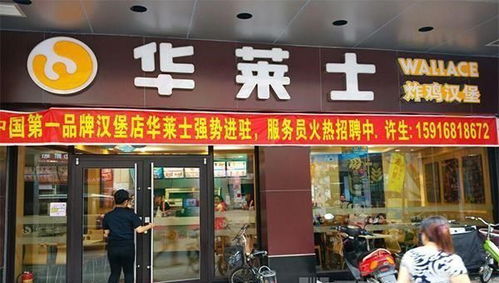 华莱士
WALLACE
炸鸡汉堡
中国第一品牌汉堡店华莱士强势进驻，服务员火热招聘中. 许生: 15916818672